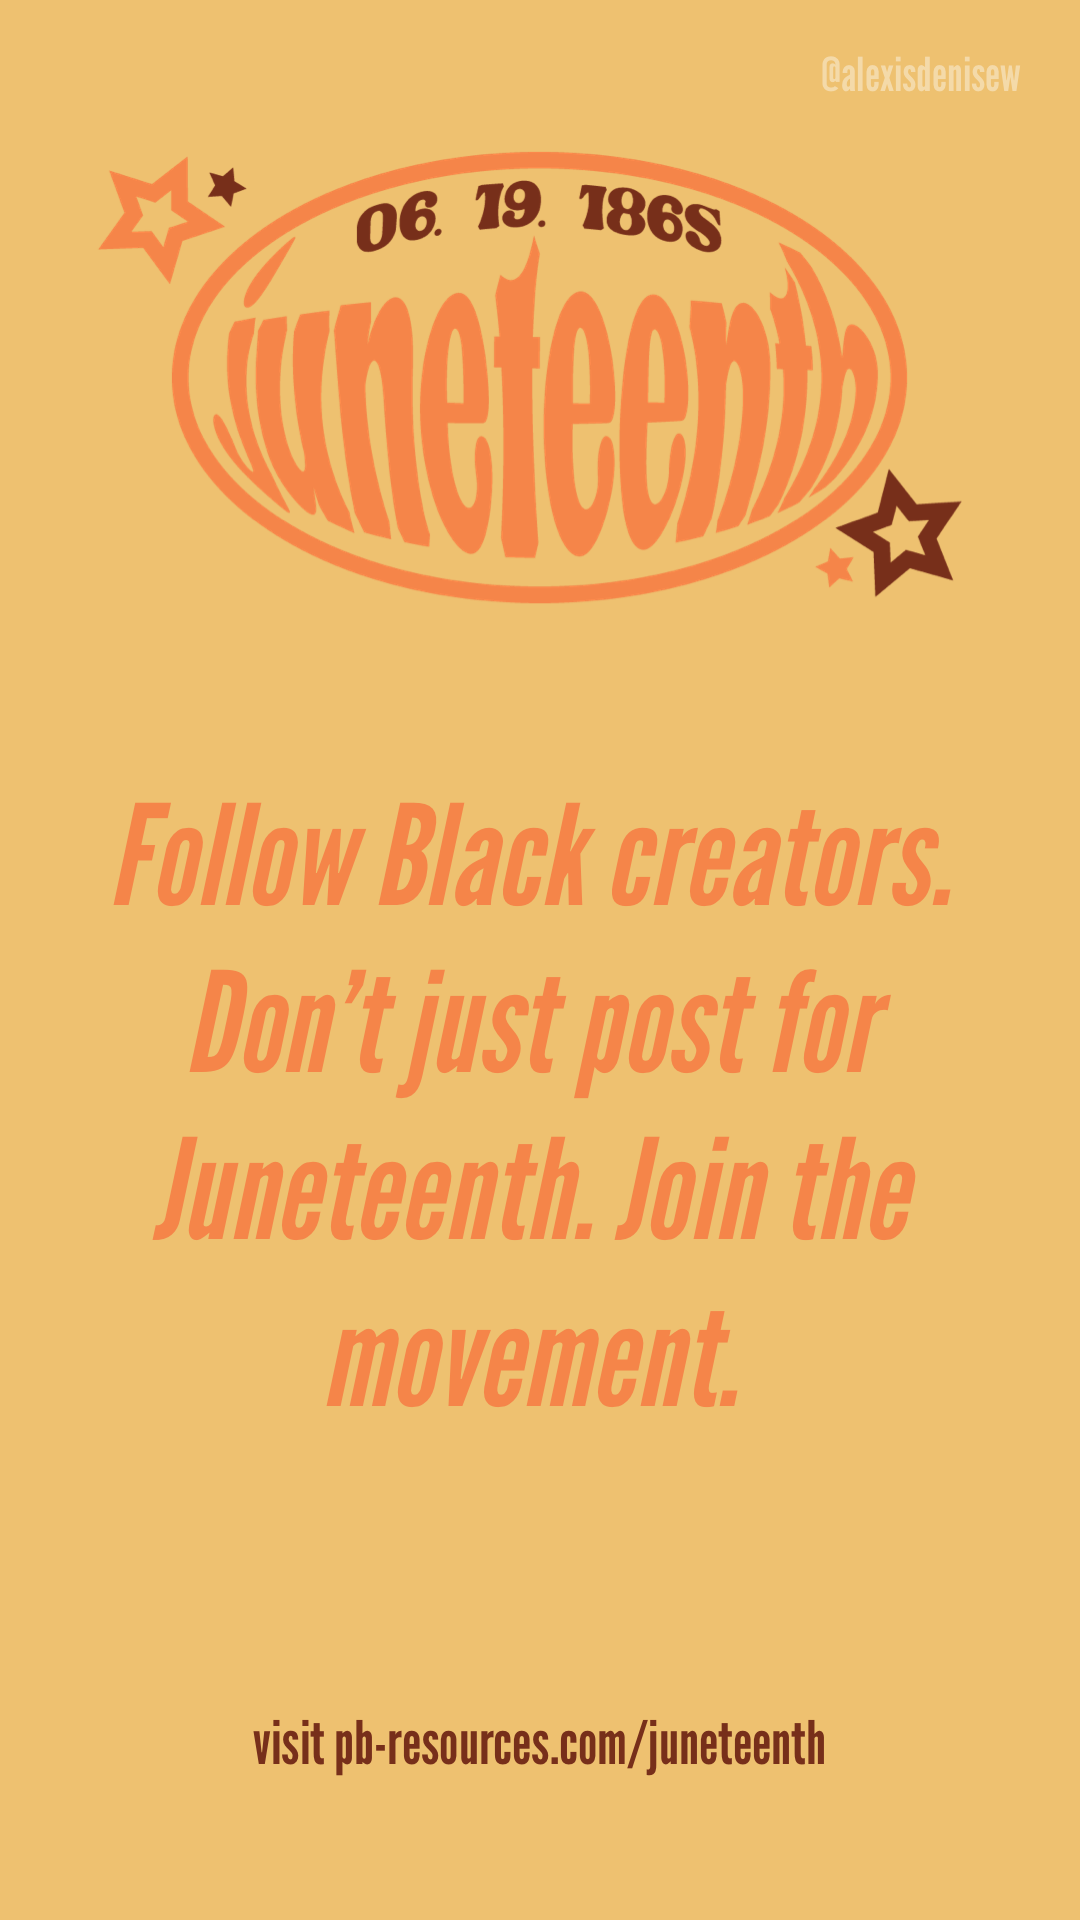 @alexisdenisew
06. 19. 1865
juneteenth
Follow Black creators.
Don’t just post for
Juneteenth. Join the
movement.
visit pb-resources.com/juneteenth